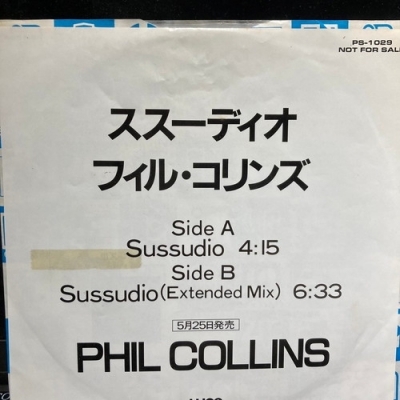 PS-1029
NOT FOR SALE
ススーディオ
フィル・コリンズ
Side A
Sussudio 4:15
Side B
Sussudio (Extended Mix) 6:33
5月25日発売
PHIL COLLINS